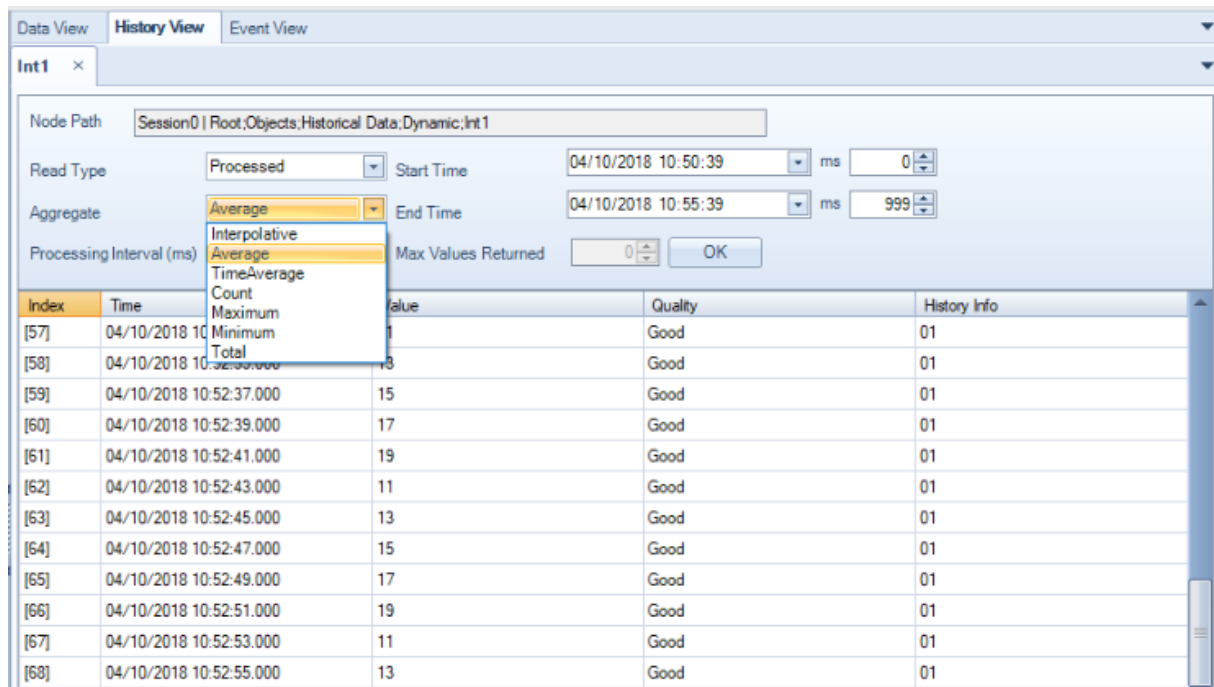 Data View History View Event View
Int1 ×
Node Path Session0 | Root;Objects;Historical Data;Dynamic;Int1
Read Type Processed Start Time 04/10/2018 10:50:39 ms 0
Aggregate Average End Time 04/10/2018 10:55:39 ms 999
Interpolative
Processing Interval (ms) Average Max Values Returned 0 OK
TimeAverage
Count
Maximum
Minimum
Total
Index Time Quality History Info
[57] 04/10/2018 Good 01
[58] 04/10/2018 13 Good 01
[59] 04/10/2018 10:52:37.000 15 Good 01
[60] 04/10/2018 10:52:39.000 17 Good 01
[61] 04/10/2018 10:52:41.000 19 Good 01
[62] 04/10/2018 10:52:43.000 11 Good 01
[63] 04/10/2018 10:52:45.000 13 Good 01
[64] 04/10/2018 10:52:47.000 15 Good 01
[65] 04/10/2018 10:52:49.000 17 Good 01
[66] 04/10/2018 10:52:51.000 19 Good 01
[67] 04/10/2018 10:52:53.000 11 Good 01
[68] 04/10/2018 10:52:55.000 13 Good 01